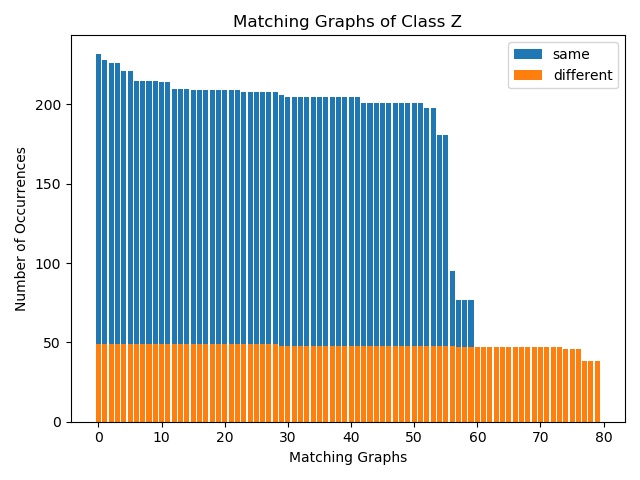 Matching Graphs of Class Z
same
different
Number of Occurrences
200
150
100
50
0
0 10 20 30 40 50 60 70 80
Matching Graphs